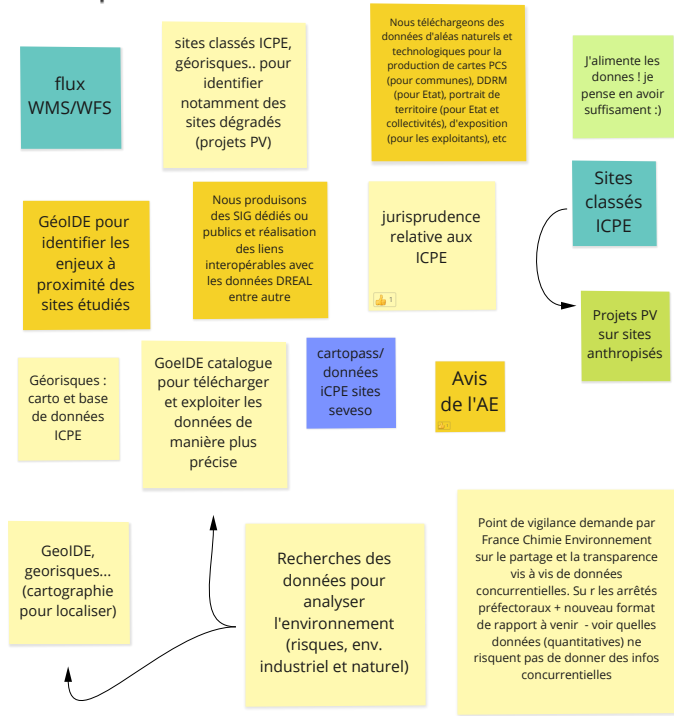 flux
WMS/WFS
sites classés ICPE,
géorisques.. pour
identifier
notamment des
sites dégradés
(projets PV)
Nous téléchargeons des
données d'aléas naturels et
technologiques pour la
production de cartes PCS
(pour communes), DDRM
(pour Etat), portrait de
territoire (pour Etat et
collectivités), d'exposition
(pour les exploitants), etc
J'alimente les
donnes ! je
pense en avoir
suffisament :)
GéoIDE pour
identifier les
enjeux à
proximité des
sites étudiés
Nous produisons
des SIG dédiés ou
publics et réalisation
des liens
interopérables avec
les données DREAL
entre autre
jurisprudence
relative aux
ICPE
1
Sites
classés
ICPE
Projets PV
sur sites
anthropisés
Géorisques :
carto et base
de données
ICPE
GoeIDE catalogue
pour télécharger
et exploiter les
données de
manière plus
précise
cartopass/
données
iCPE sites
seveso
Avis
de l'AE
GeoIDE,
georisques...
(cartographie
pour localiser)
Recherches des
données pour
analyser
l'environnement
(risques, env.
industriel et naturel)
Point de vigilance demande par
France Chimie Environnement
sur le partage et la transparence
vis à vis de données
concurrentielles. Su r les arrêtés
préfectoraux + nouveau format
de rapport à venir - voir quelles
données (quantitatives) ne
risquent pas de donner des infos
concurrentielles